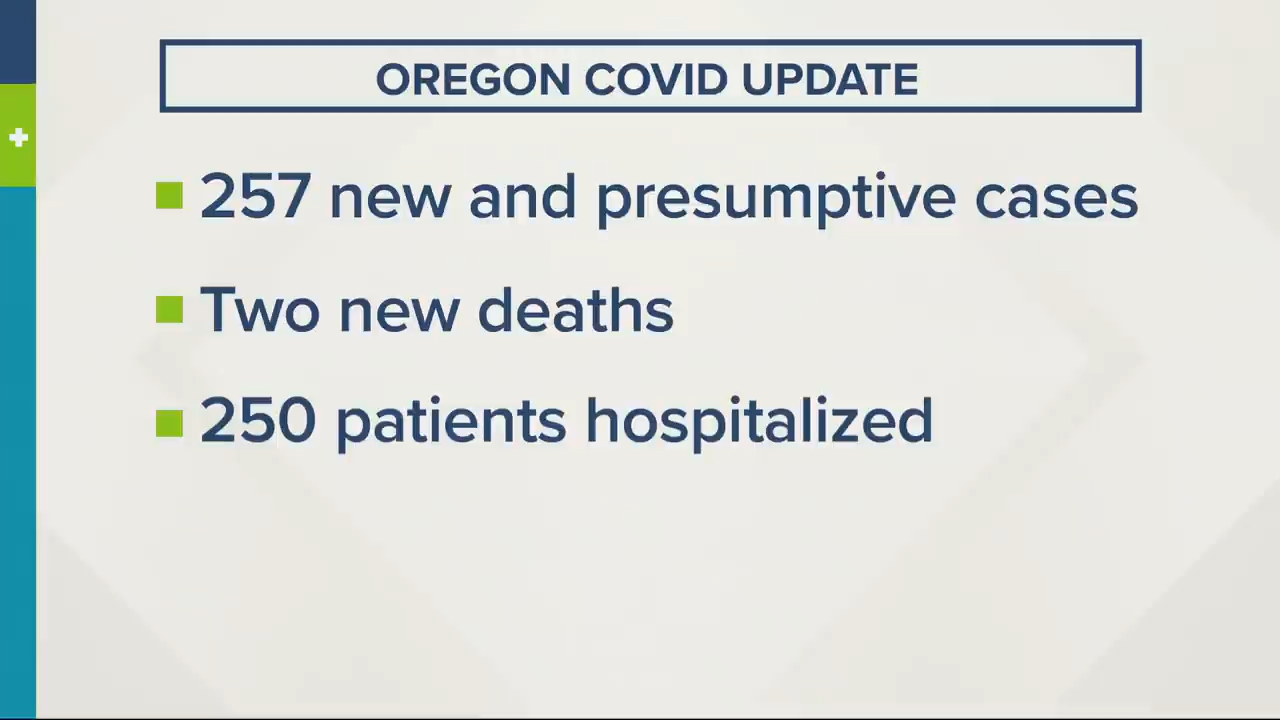 OREGON COVID UPDATE
257 new and presumptive cases
Two new deaths
250 patients hospitalized